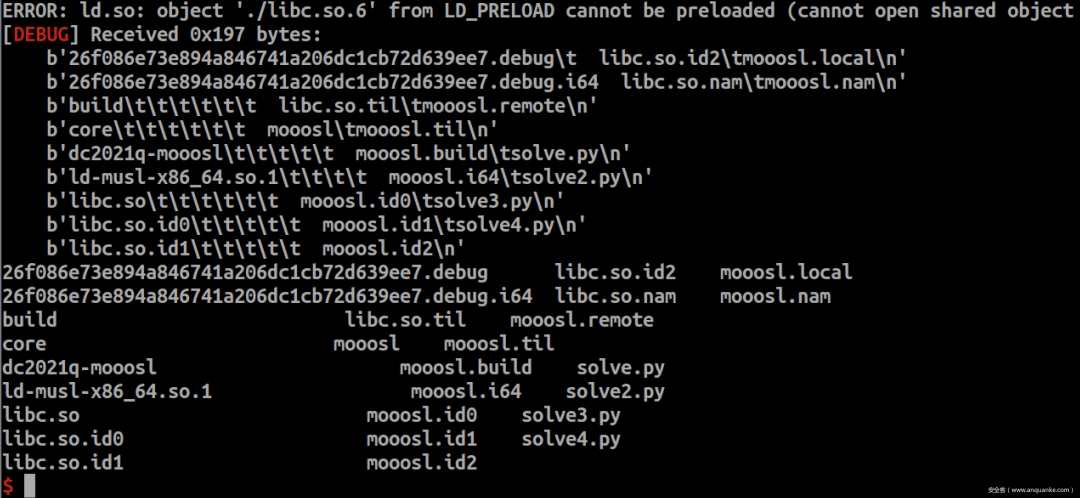 ERROR: ld.so: object './libc.so.6' from LD_PRELOAD cannot be preloaded (cannot open shared object
[DEBUG] Received 0x197 bytes:
b'26f086e73e894a846741a206dc1cb72d639ee7.debug\t  libc.so.id2\tmooosl.local\n'
b'26f086e73e894a846741a206dc1cb72d639ee7.debug.i64  libc.so.nam\tmooosl.nam\n'
b'build\t\t\t\t\t\t  libc.so.til\tmooosl.remote\n'
b'core\t\t\t\t\t\t  mooosl\tmooosl.til\n'
b'dc2021q-mooosl\t\t\t\t\t  mooosl.build\tsolve.py\n'
b'ld-musl-x86_64.so.1\t\t\t\t  mooosl.i64\tsolve2.py\n'
b'libc.so\t\t\t\t\t\t  mooosl.id0\tsolve3.py\n'
b'libc.so.id0\t\t\t\t\t  mooosl.id1\tsolve4.py\n'
b'libc.so.id1\t\t\t\t\t  mooosl.id2\n'
26f086e73e894a846741a206dc1cb72d639ee7.debug      libc.so.id2    mooosl.local
26f086e73e894a846741a206dc1cb72d639ee7.debug.i64  libc.so.nam    mooosl.nam
build                          libc.so.til    mooosl.remote
core                          mooosl    mooosl.til
dc2021q-mooosl                      mooosl.build    solve.py
ld-musl-x86_64.so.1                  mooosl.i64    solve2.py
libc.so                          mooosl.id0    solve3.py
libc.so.id0                      mooosl.id1    solve4.py
libc.so.id1                      mooosl.id2
$
安全客（www.anquanke.com）